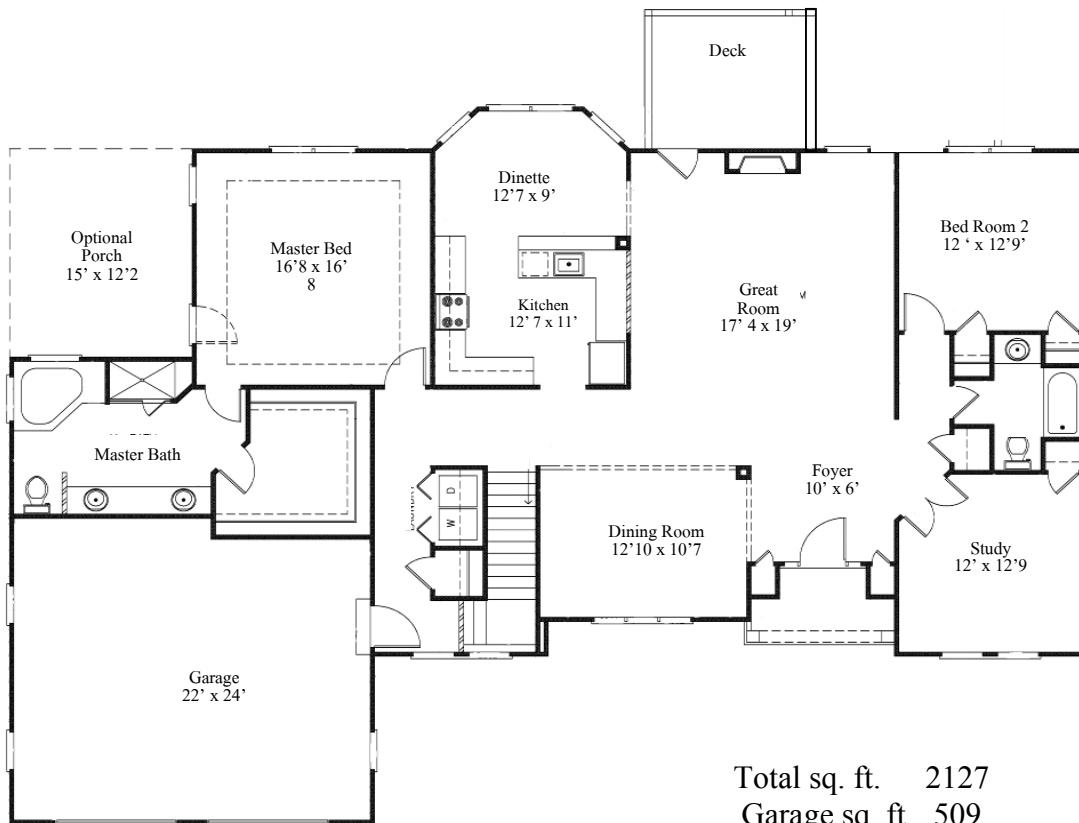 Deck
Dinette
12'7 x 9'
Optional
Porch
15' x 12'2
Master Bed
16'8 x 16'
8
Bed Room 2
12 ‘ x 12'9'
Kitchen
12' 7 x 11'
Great
Room
17' 4 x 19'
Master Bath
D
W
Foyer
10' x 6'
Dining Room
12'10 x 10'7
Study
12' x 12'9
Garage
22' x 24'
Total sq. ft. 2127
Garage sq. ft 509